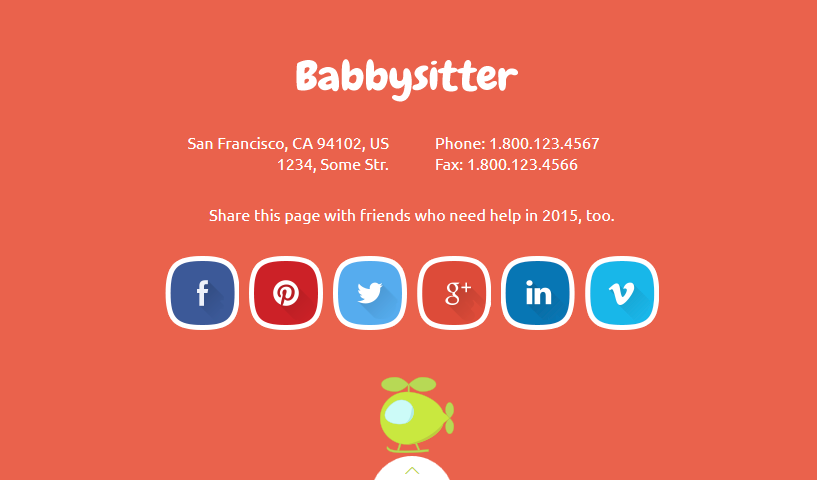 Babbysitter
San Francisco, CA 94102, US
1234, Some Str.
Phone: 1.800.123.4567
Fax: 1.800.123.4566
Share this page with friends who need help in 2015, too.